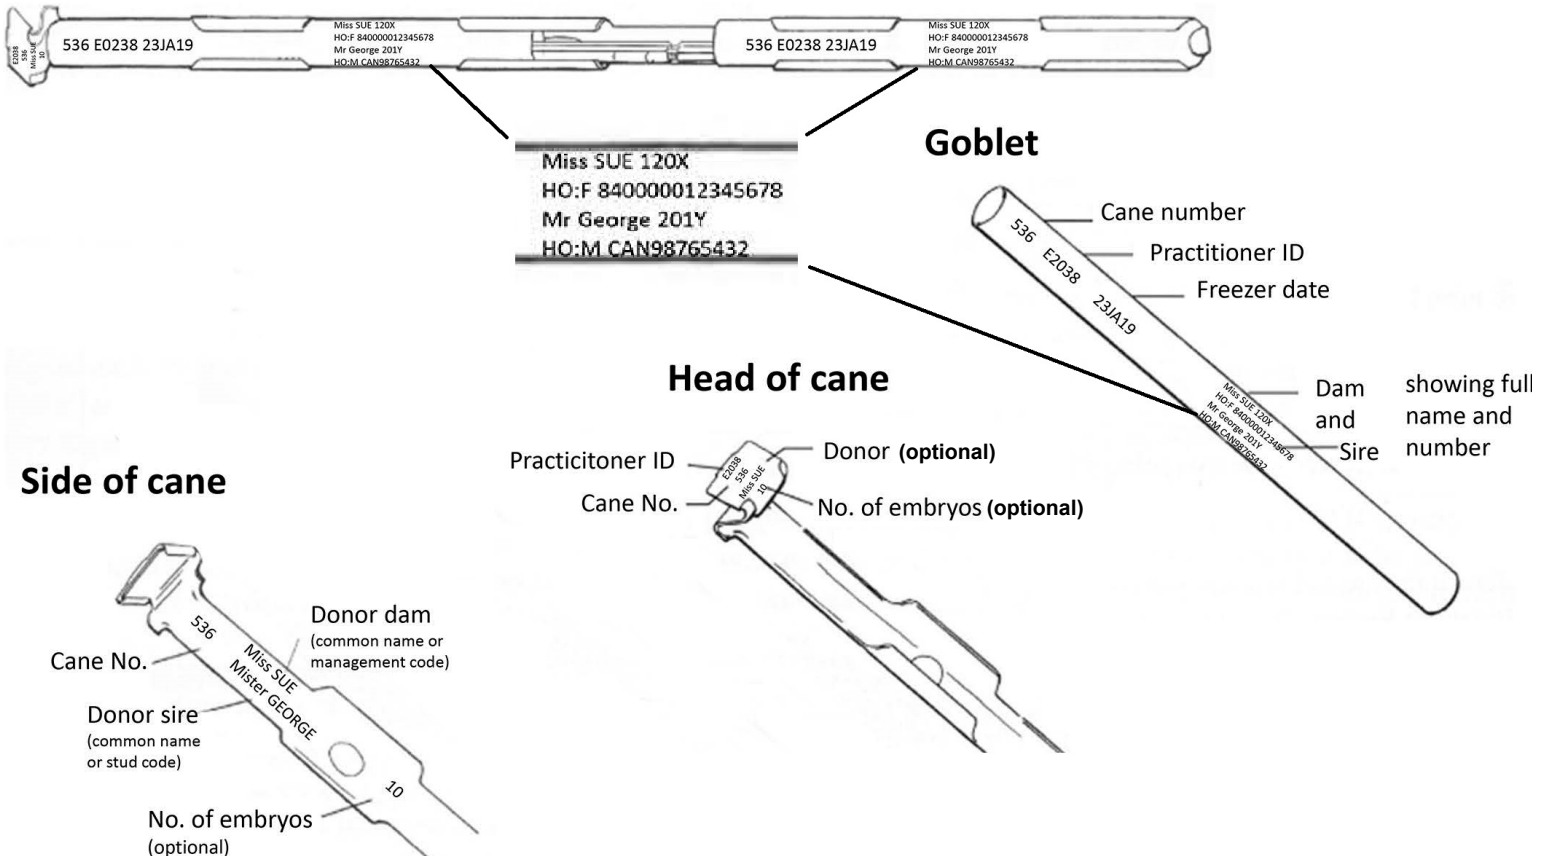 E2038
536
Miss SUE
10
536 E0238 23JA19
Miss SUE 120X
HO:F 840000012345678
Mr George 201Y
HO:M CAN98765432
536 E0238 23JA19
Miss SUE 120X
HO:F 840000012345678
Mr George 201Y
HO:M CAN98765432
Miss SUE 120X
HO:F 840000012345678
Mr George 201Y
HO:M CAN98765432
Goblet
536 E2038 23JA19
Cane number
Practitioner ID
Freezer date
Miss SUE 120X
HO:F 840000012345678
Mr George 201Y
HO:M CAN98765432
Dam
and
Sire
showing full
name and
number
Head of cane
Practicitoner ID
Cane No.
E2038
536
Miss SUE
10
Donor (optional)
No. of embryos (optional)
Side of cane
536
Miss SUE
Mister GEORGE
10
Donor dam
(common name or
management code)
Cane No.
Donor sire
(common name
or stud code)
No. of embryos
(optional)